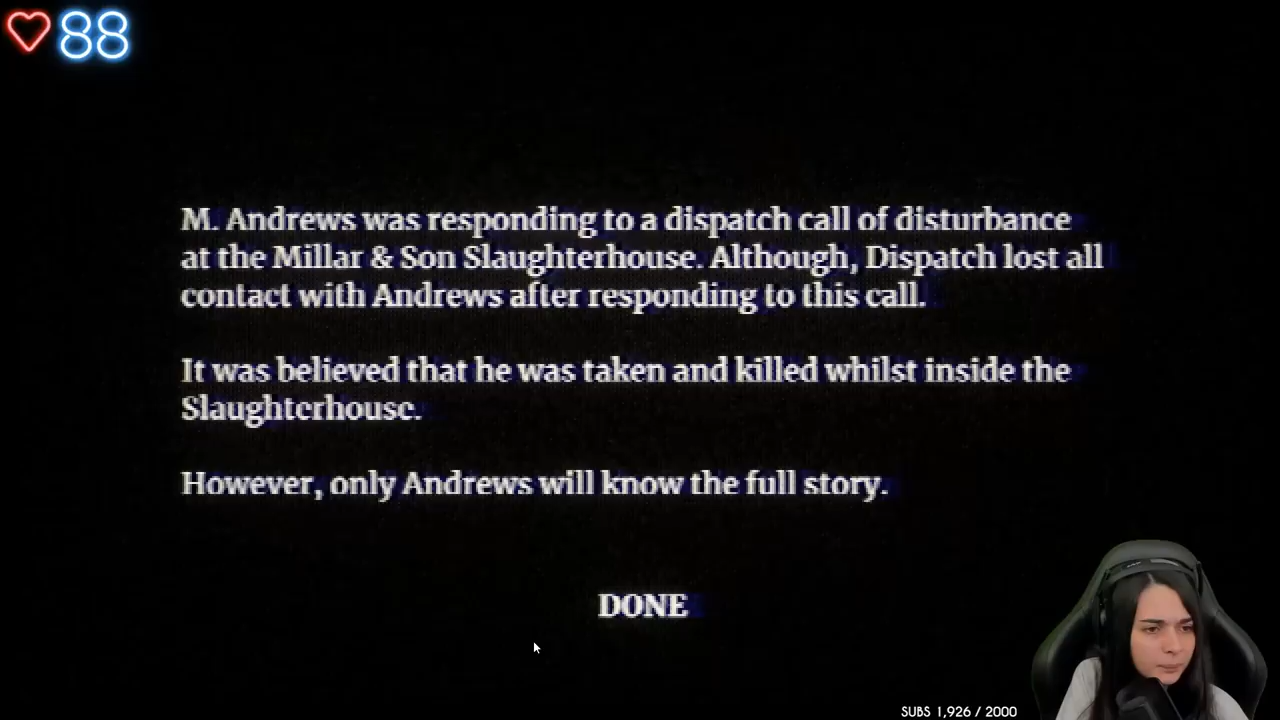 88
M. Andrews was responding to a dispatch call of disturbance
at the Millar & Son Slaughterhouse. Although, Dispatch lost all
contact with Andrews after responding to this call.
It was believed that he was taken and killed whilst inside the
Slaughterhouse.
However, only Andrews will know the full story.
DONE
SUBS 1,926 / 2000